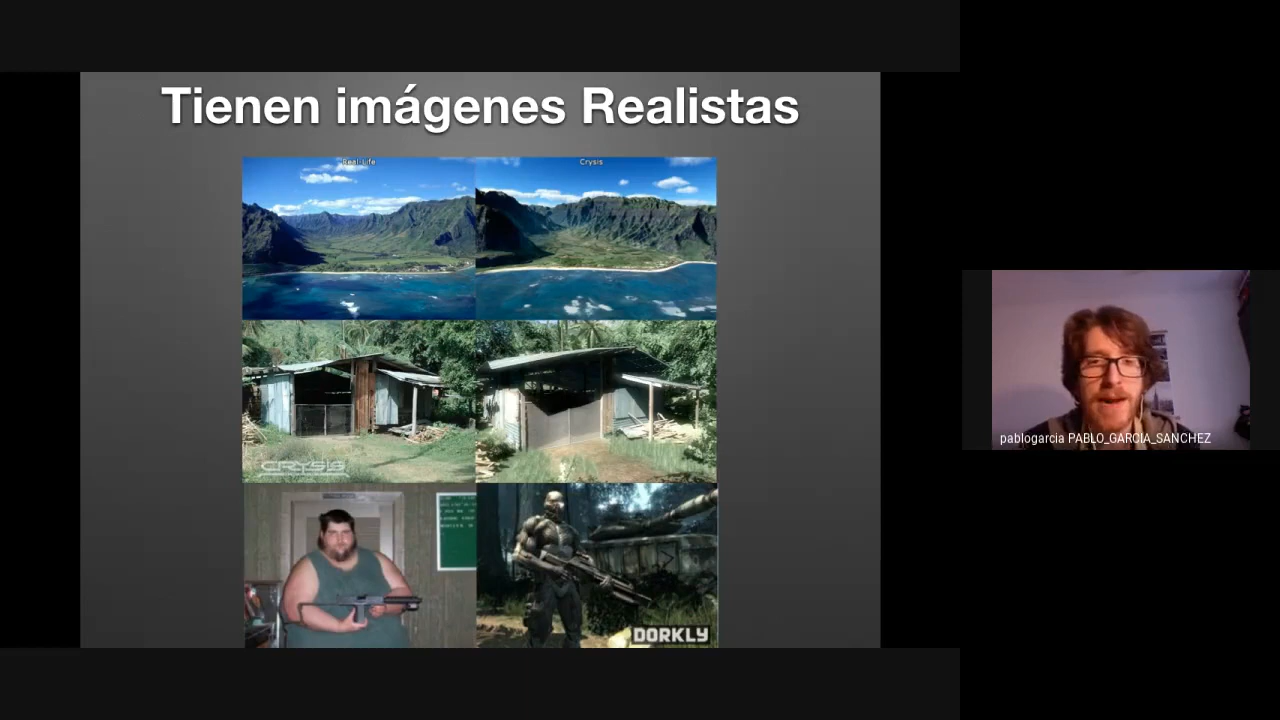 Tienen imágenes Realistas
Real-Life
Crysis
CRYSIS
DORKLY
pablogarcia PABLO_GARCIA_SANCHEZ